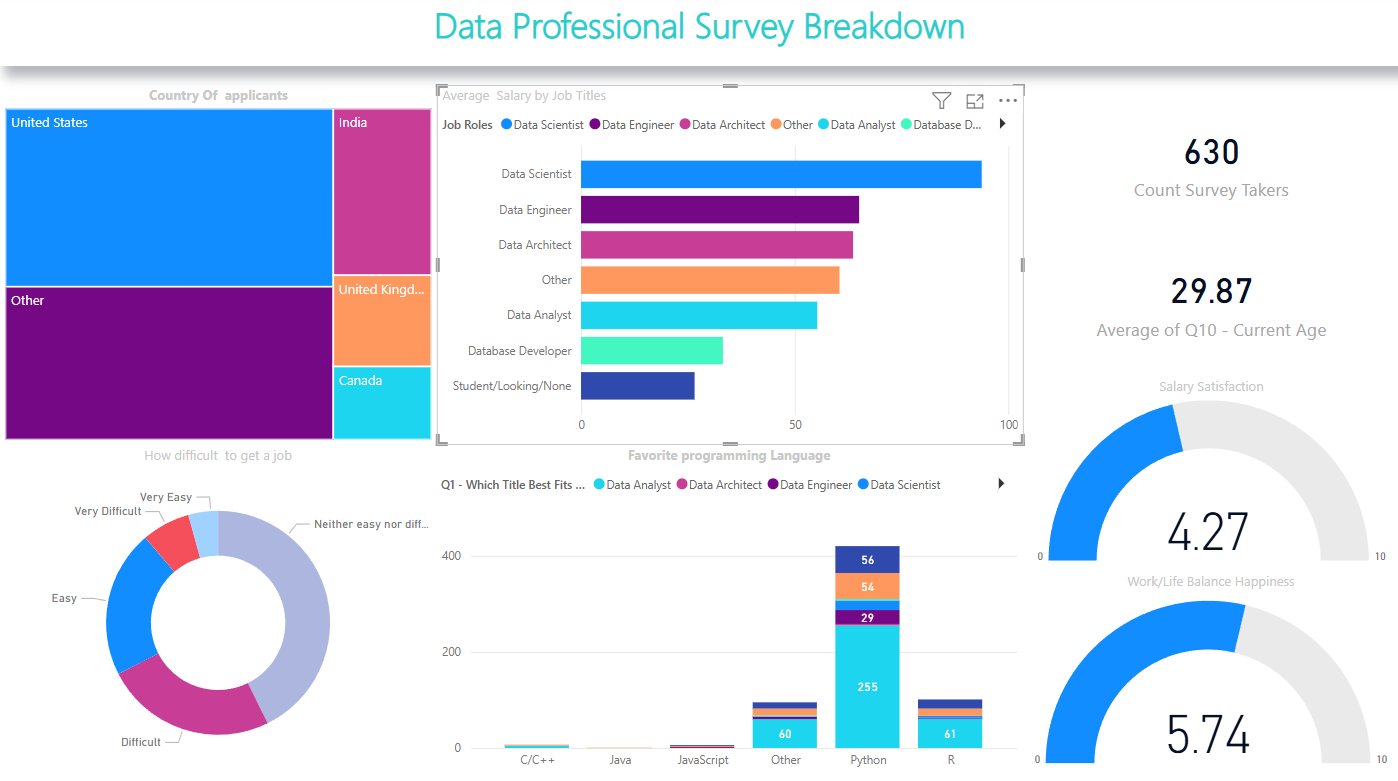 Data Professional Survey Breakdown
Country Of applicants
United States
India
Other
United Kingd...
Canada
Average Salary by Job Titles
Job Roles Data Scientist Data Engineer Data Architect Other Data Analyst Database D...
Data Scientist
Data Engineer
Data Architect
Other
Data Analyst
Database Developer
Student/Looking/None
0 50 100
630
Count Survey Takers
29.87
Average of Q10 - Current Age
Salary Satisfaction
4.27
0 10
Work/Life Balance Happiness
5.74
0 10
How difficult to get a job
Very Easy
Very Difficult
Neither easy nor diff...
Easy
Difficult
Favorite programming Language
Q1 - Which Title Best Fits ... Data Analyst Data Architect Data Engineer Data Scientist
400
200
0
56
54
29
255
60
61
C/C++ Java JavaScript Other Python R